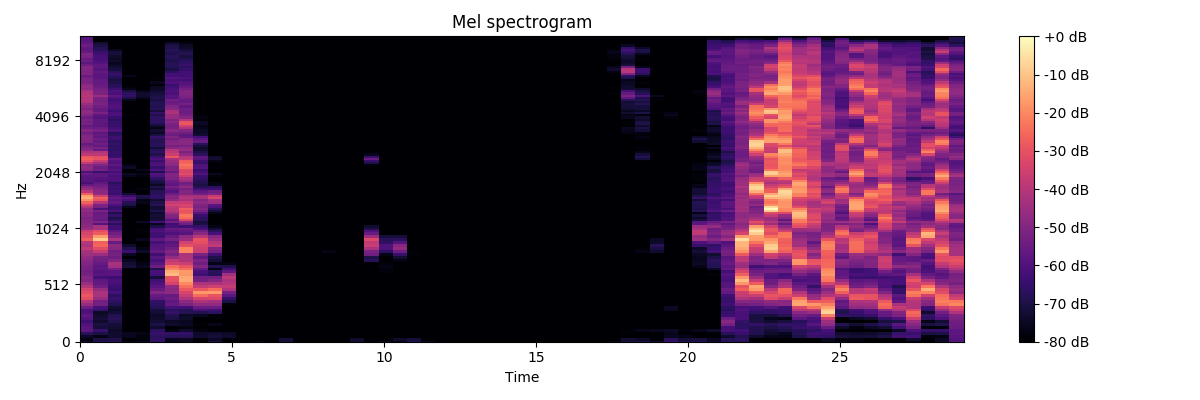 Mel spectrogram
Hz
8192
4096
2048
1024
512
0
0 5 10 15 20 25
Time
+0 dB
-10 dB
-20 dB
-30 dB
-40 dB
-50 dB
-60 dB
-70 dB
-80 dB